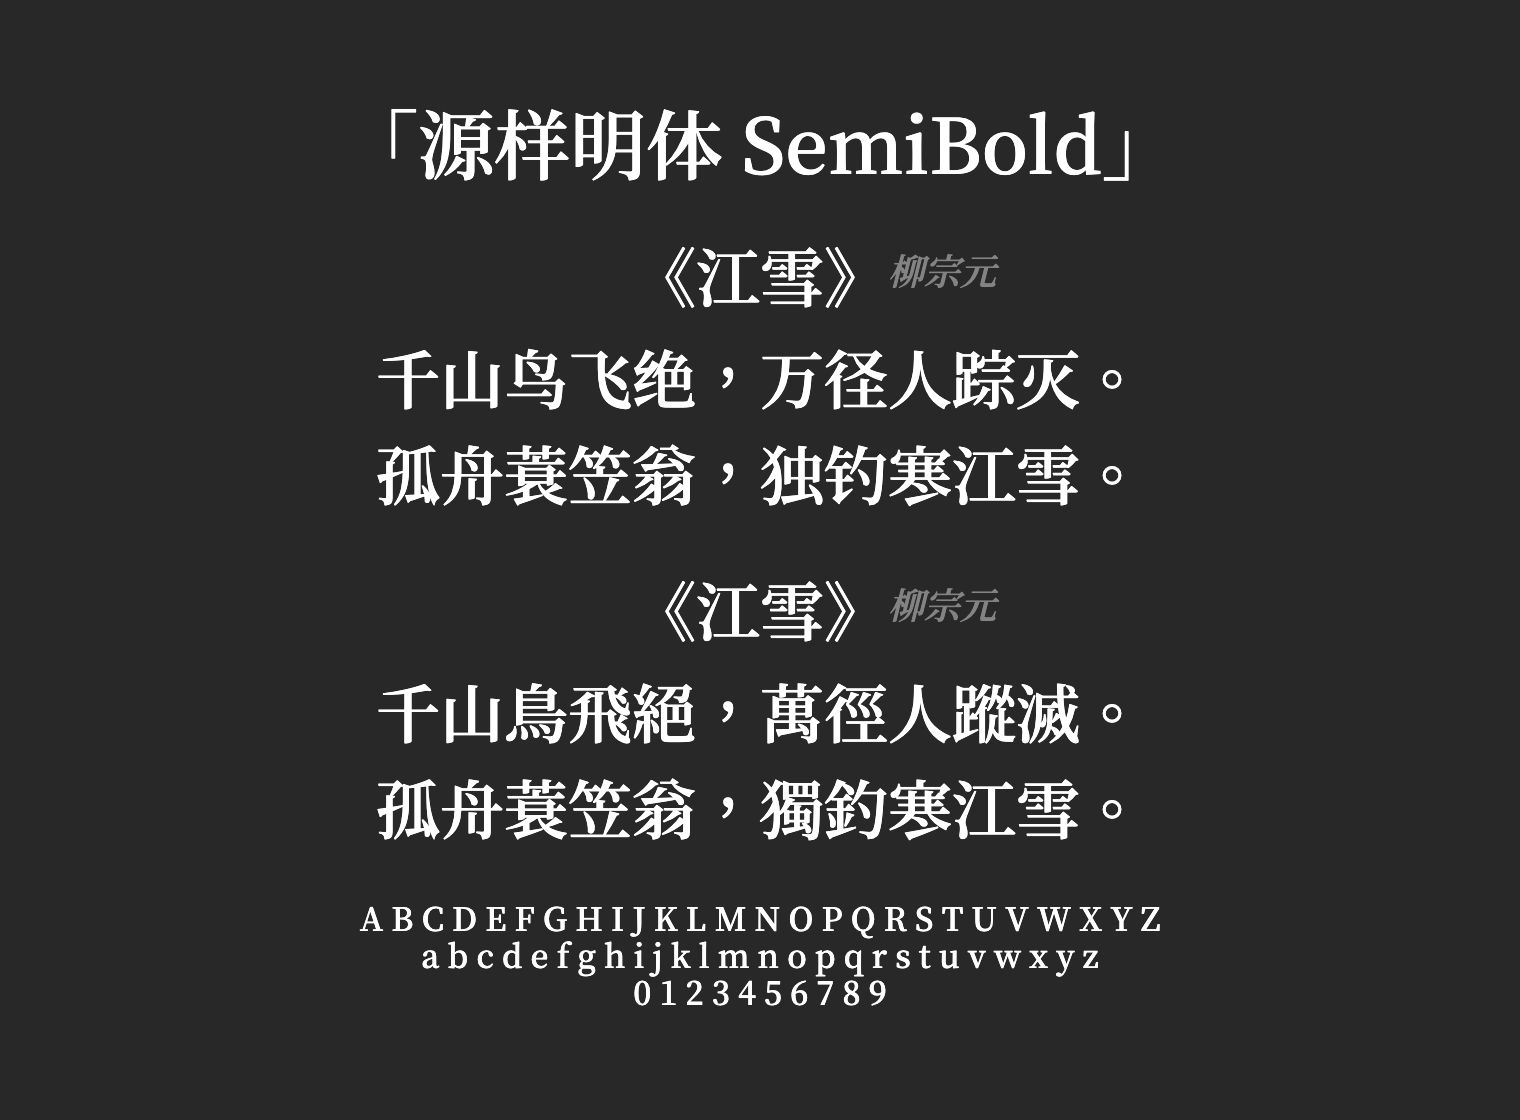 「源样明体 SemiBold」
《江雪》 柳宗元
千山鸟飞绝，万径人踪灭。
孤舟蓑笠翁，独钓寒江雪。
《江雪》 柳宗元
千山鳥飛絕，萬徑人蹤滅。
孤舟蓑笠翁，獨釣寒江雪。
A B C D E F G H I J K L M N O P Q R S T U V W X Y Z
a b c d e f g h i j k l m n o p q r s t u v w x y z
0 1 2 3 4 5 6 7 8 9